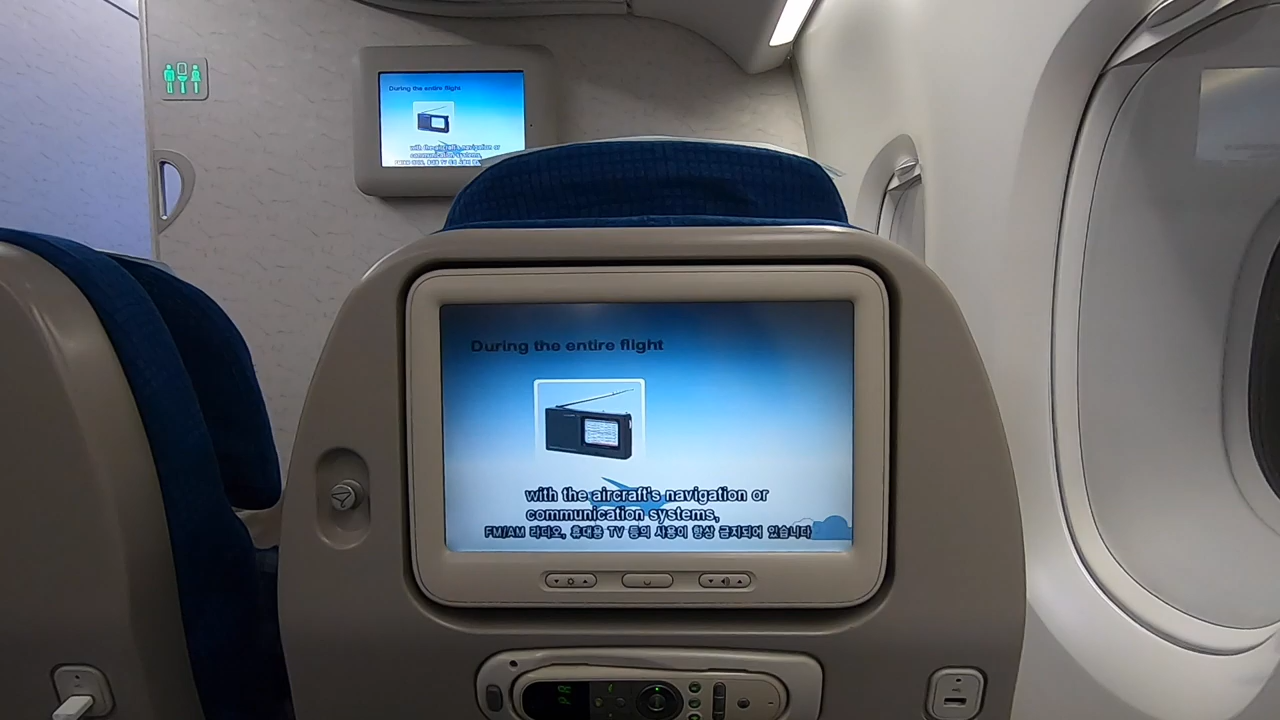 During the entire flight
with the aircraft's navigation or
communication systems,
During the entire flight
with the aircraft's navigation or
communication systems,
FM/AM 라디오, 휴대용 TV 등의 사용이 항상 금지되어 있습니다